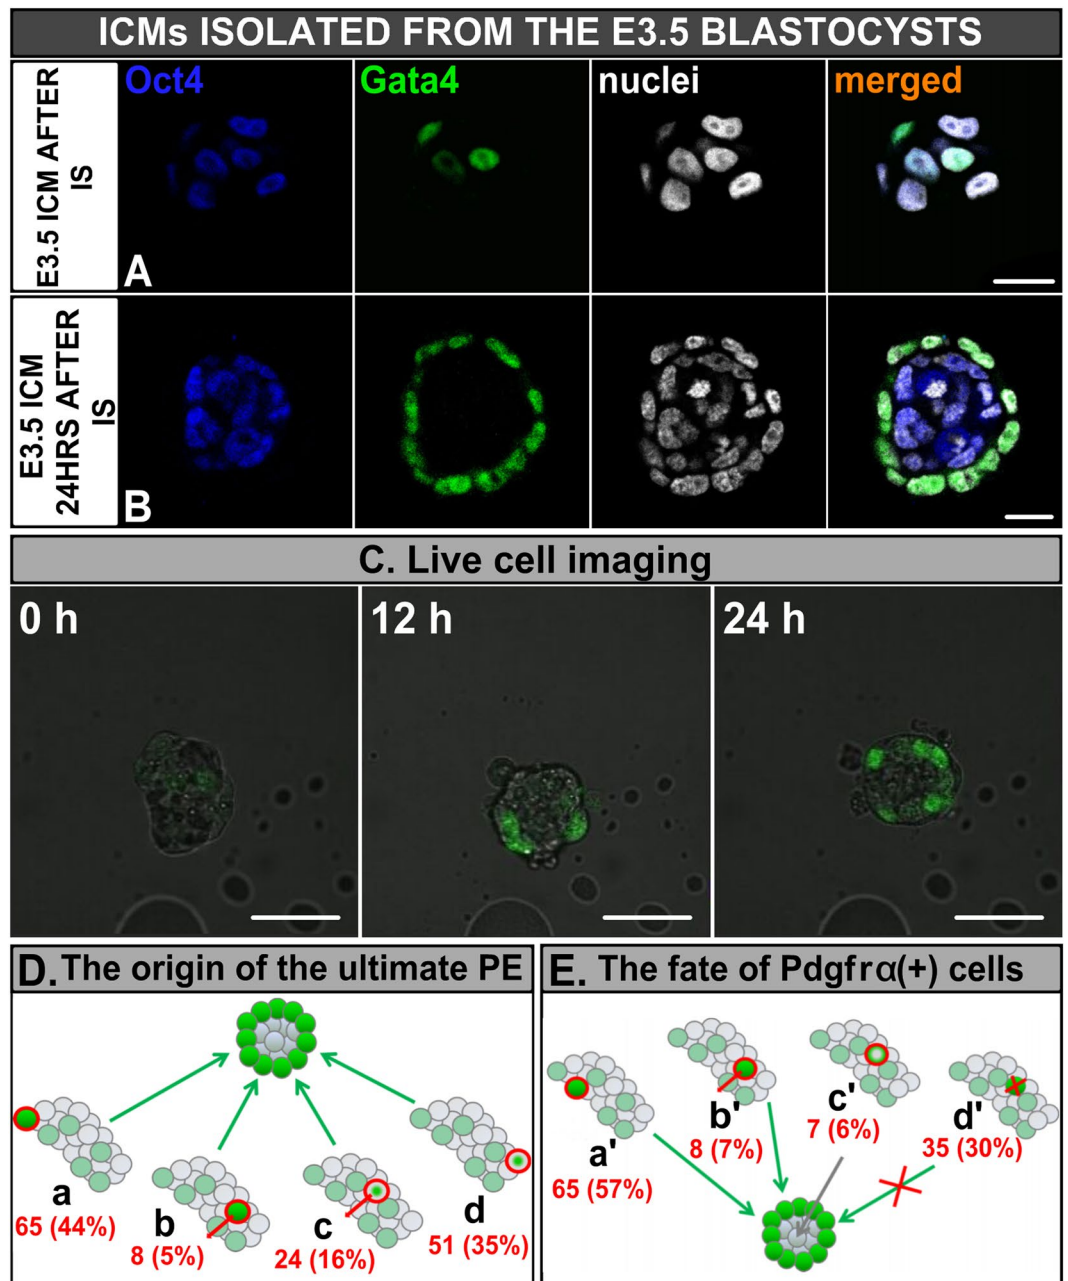 ICMs ISOLATED FROM THE E3.5 BLASTOCYSTS
E3.5 ICM AFTER
IS
Oct4
Gata4
nuclei
merged
A
E3.5 ICM
24HRS AFTER
IS
B
C. Live cell imaging
0 h
12 h
24 h
D. The origin of the ultimate PE
a
65 (44%)
b
8 (5%)
c
24 (16%)
d
51 (35%)
E. The fate of Pdgfrα(+) cells
a'
65 (57%)
b'
8 (7%)
c'
7 (6%)
d'
35 (30%)